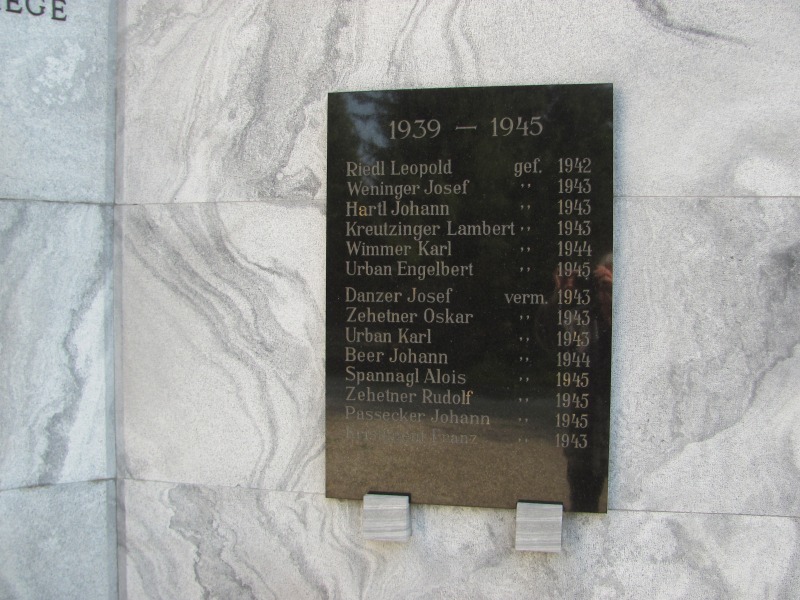 1939 — 1945
Riedl Leopold gef. 1942
Weninger Josef " 1943
Hartl Johann " 1943
Kreutzinger Lambert " 1943
Wimmer Karl " 1944
Urban Engelbert " 1945
Danzer Josef verm. 1943
Zehetner Oskar " 1943
Urban Karl " 1943
Beer Johann " 1944
Spannagl Alois " 1945
Zehetner Rudolf " 1945
Passecker Johann " 1945
Franz " 1943